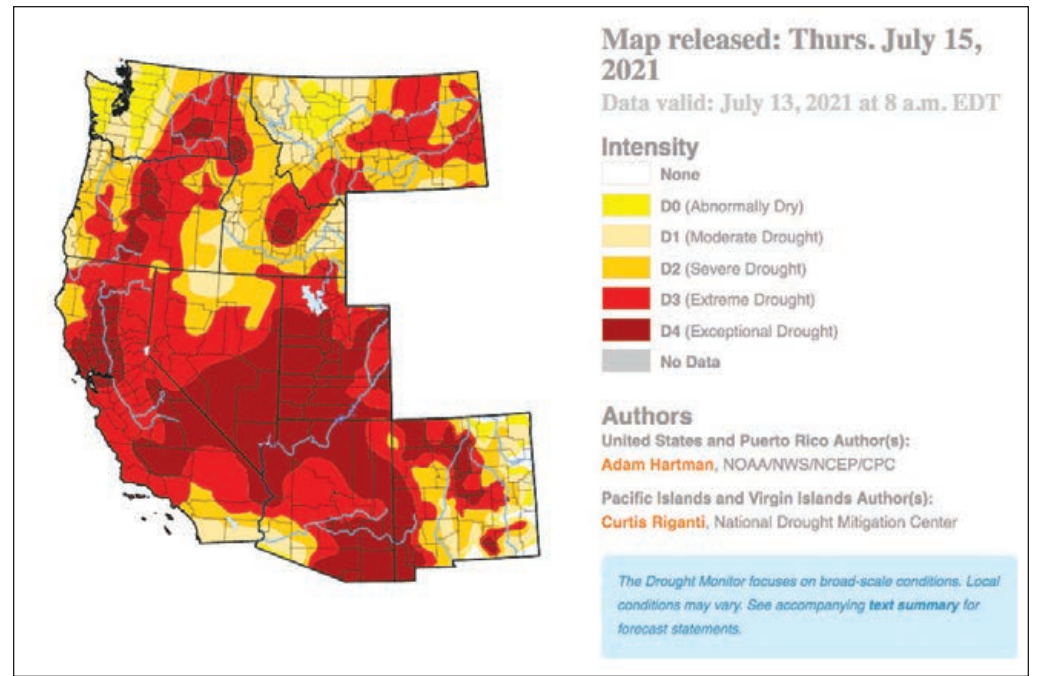 Map released: Thurs. July 15,
2021
Data valid: July 13, 2021 at 8 a.m. EDT
Intensity
None
D0 (Abnormally Dry)
D1 (Moderate Drought)
D2 (Severe Drought)
D3 (Extreme Drought)
D4 (Exceptional Drought)
No Data
Authors
United States and Puerto Rico Author(s):
Adam Hartman, NOAA/NWS/NCEP/CPC
Pacific Islands and Virgin Islands Author(s):
Curtis Riganti, National Drought Mitigation Center
The Drought Monitor focuses on broad-scale conditions. Local
conditions may vary. See accompanying text summary for
forecast statements.